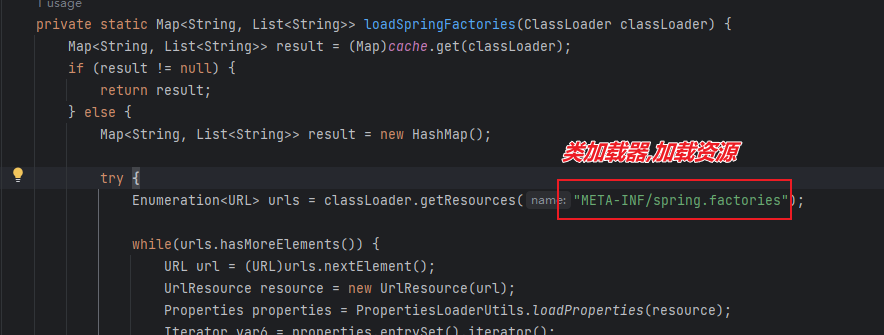 1 usage
private static Map<String, List<String>> loadSpringFactories(ClassLoader classLoader) {
Map<String, List<String>> result = (Map)cache.get(classLoader);
if (result != null) {
return result;
} else {
Map<String, List<String>> result = new HashMap();
类加载器,加载资源
try {
Enumeration<URL> urls = classLoader.getResources( name: "META-INF/spring.factories");
while(urls.hasMoreElements()) {
URL url = (URL)urls.nextElement();
UrlResource resource = new UrlResource(url);
Properties properties = PropertiesLoaderUtils.loadProperties(resource);
Iterator var6 = properties.entrySet().iterator();